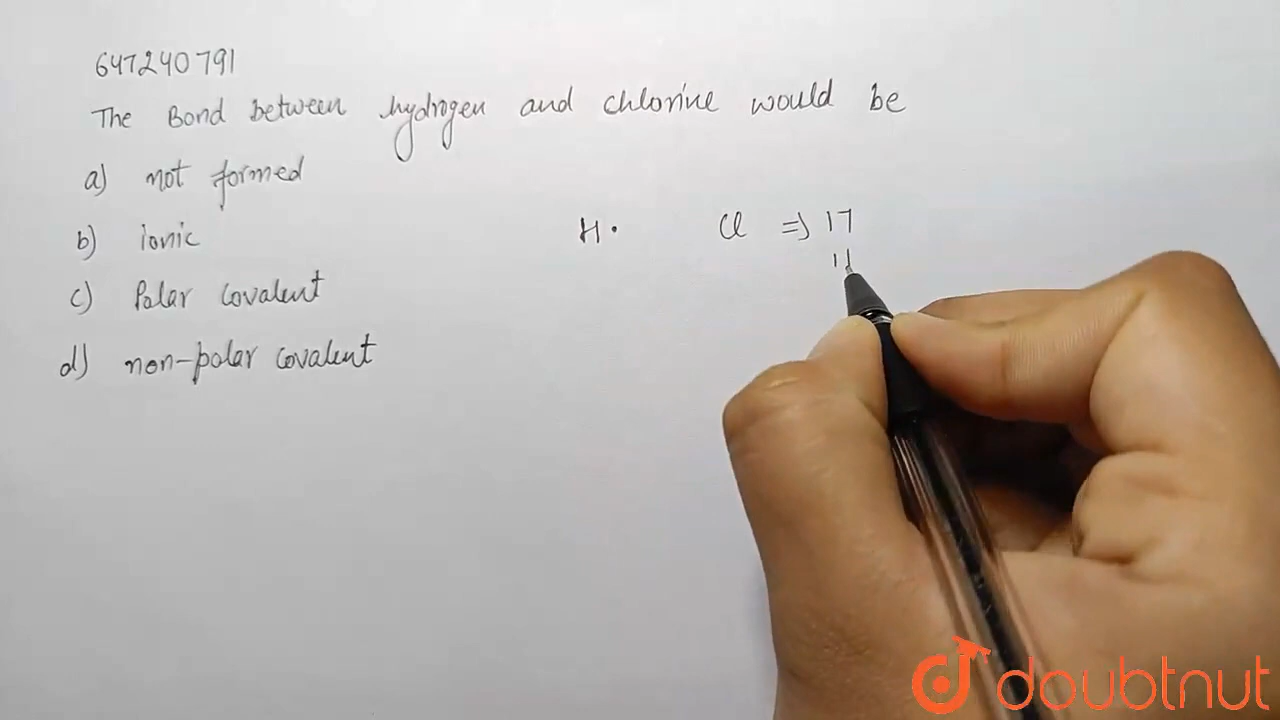 647240791
The Bond between hydrogen and chlorine would be
a) not formed
b) ionic
c) Polar covalent
d) non-polar covalent
H· Cl ⇒ 17
doubtnut